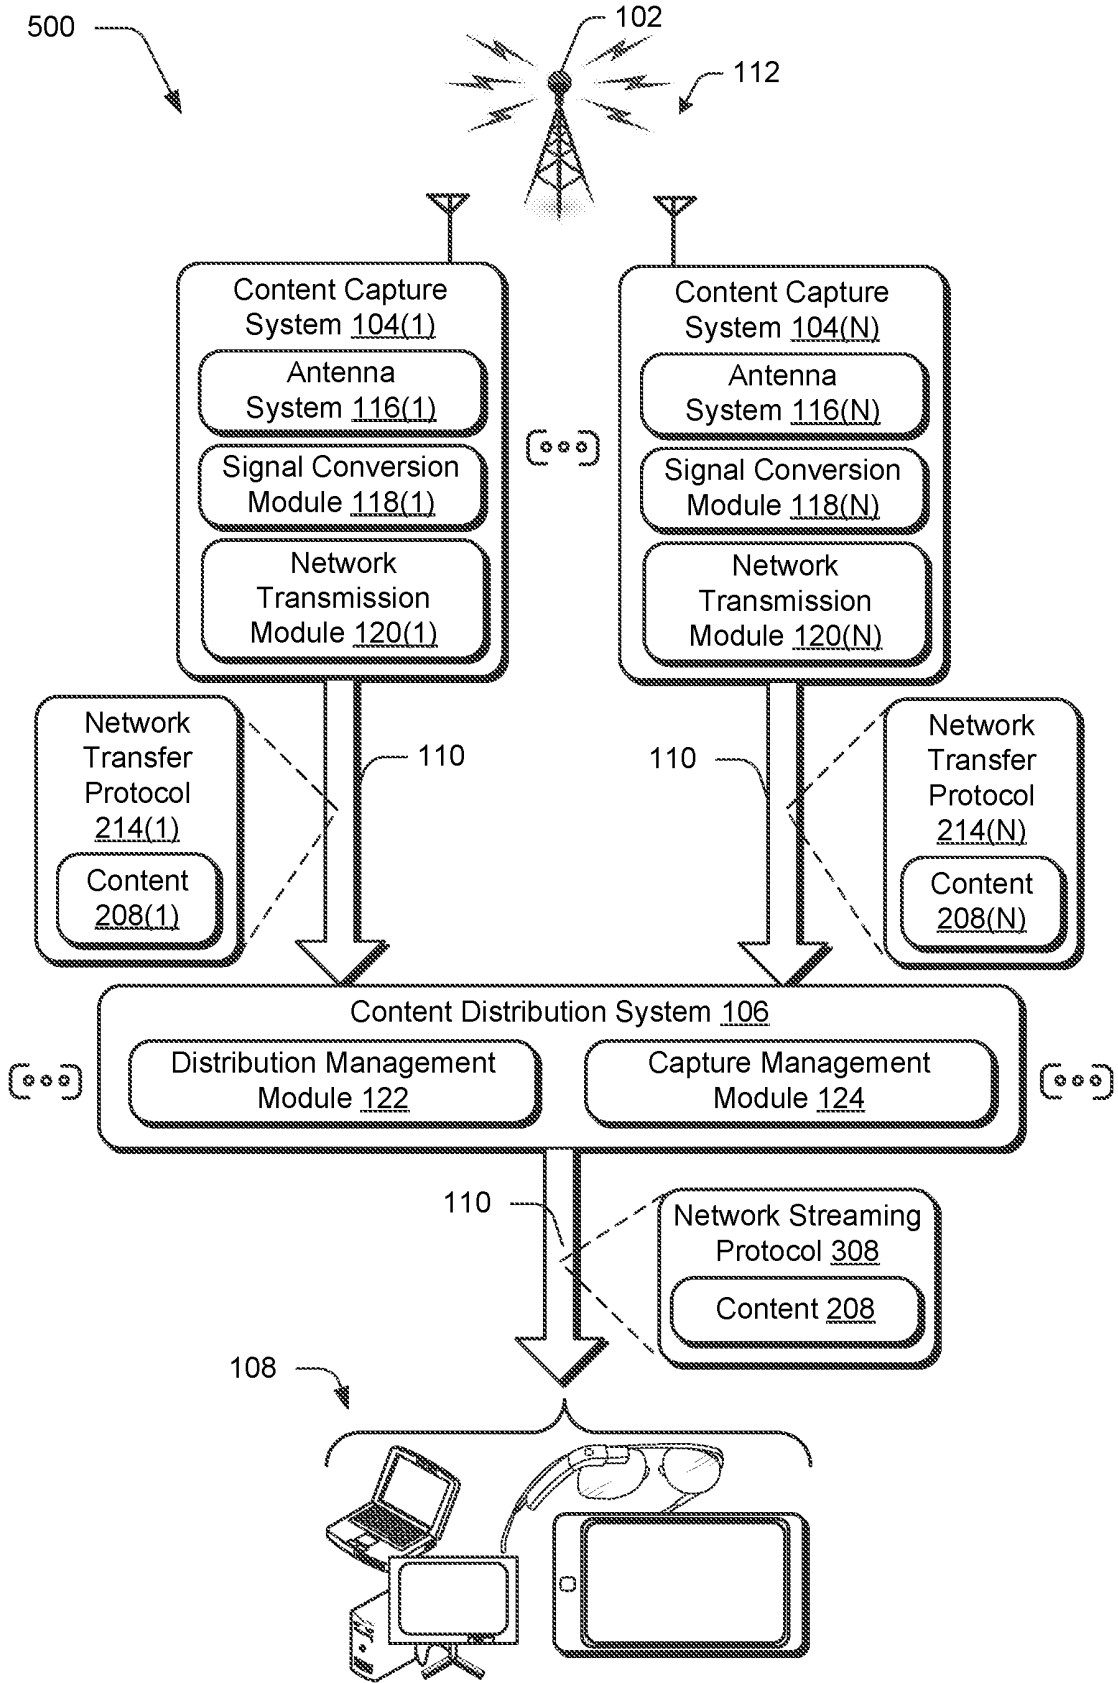 500
102
112
Content Capture
System 104(1)
Antenna
System 116(1)
Signal Conversion
Module 118(1)
Network
Transmission
Module 120(1)
Content Capture
System 104(N)
Antenna
System 116(N)
Signal Conversion
Module 118(N)
Network
Transmission
Module 120(N)
Network
Transfer
Protocol
214(1)
Content
208(1)
110
110
Network
Transfer
Protocol
214(N)
Content
208(N)
Content Distribution System 106
Distribution Management
Module 122
Capture Management
Module 124
110
Network Streaming
Protocol 308
Content 208
108